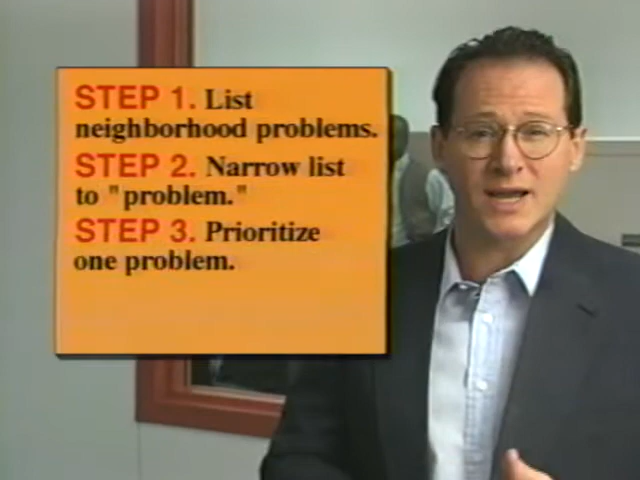 STEP 1. List
neighborhood problems.
STEP 2. Narrow list
to "problem."
STEP 3. Prioritize
one problem.